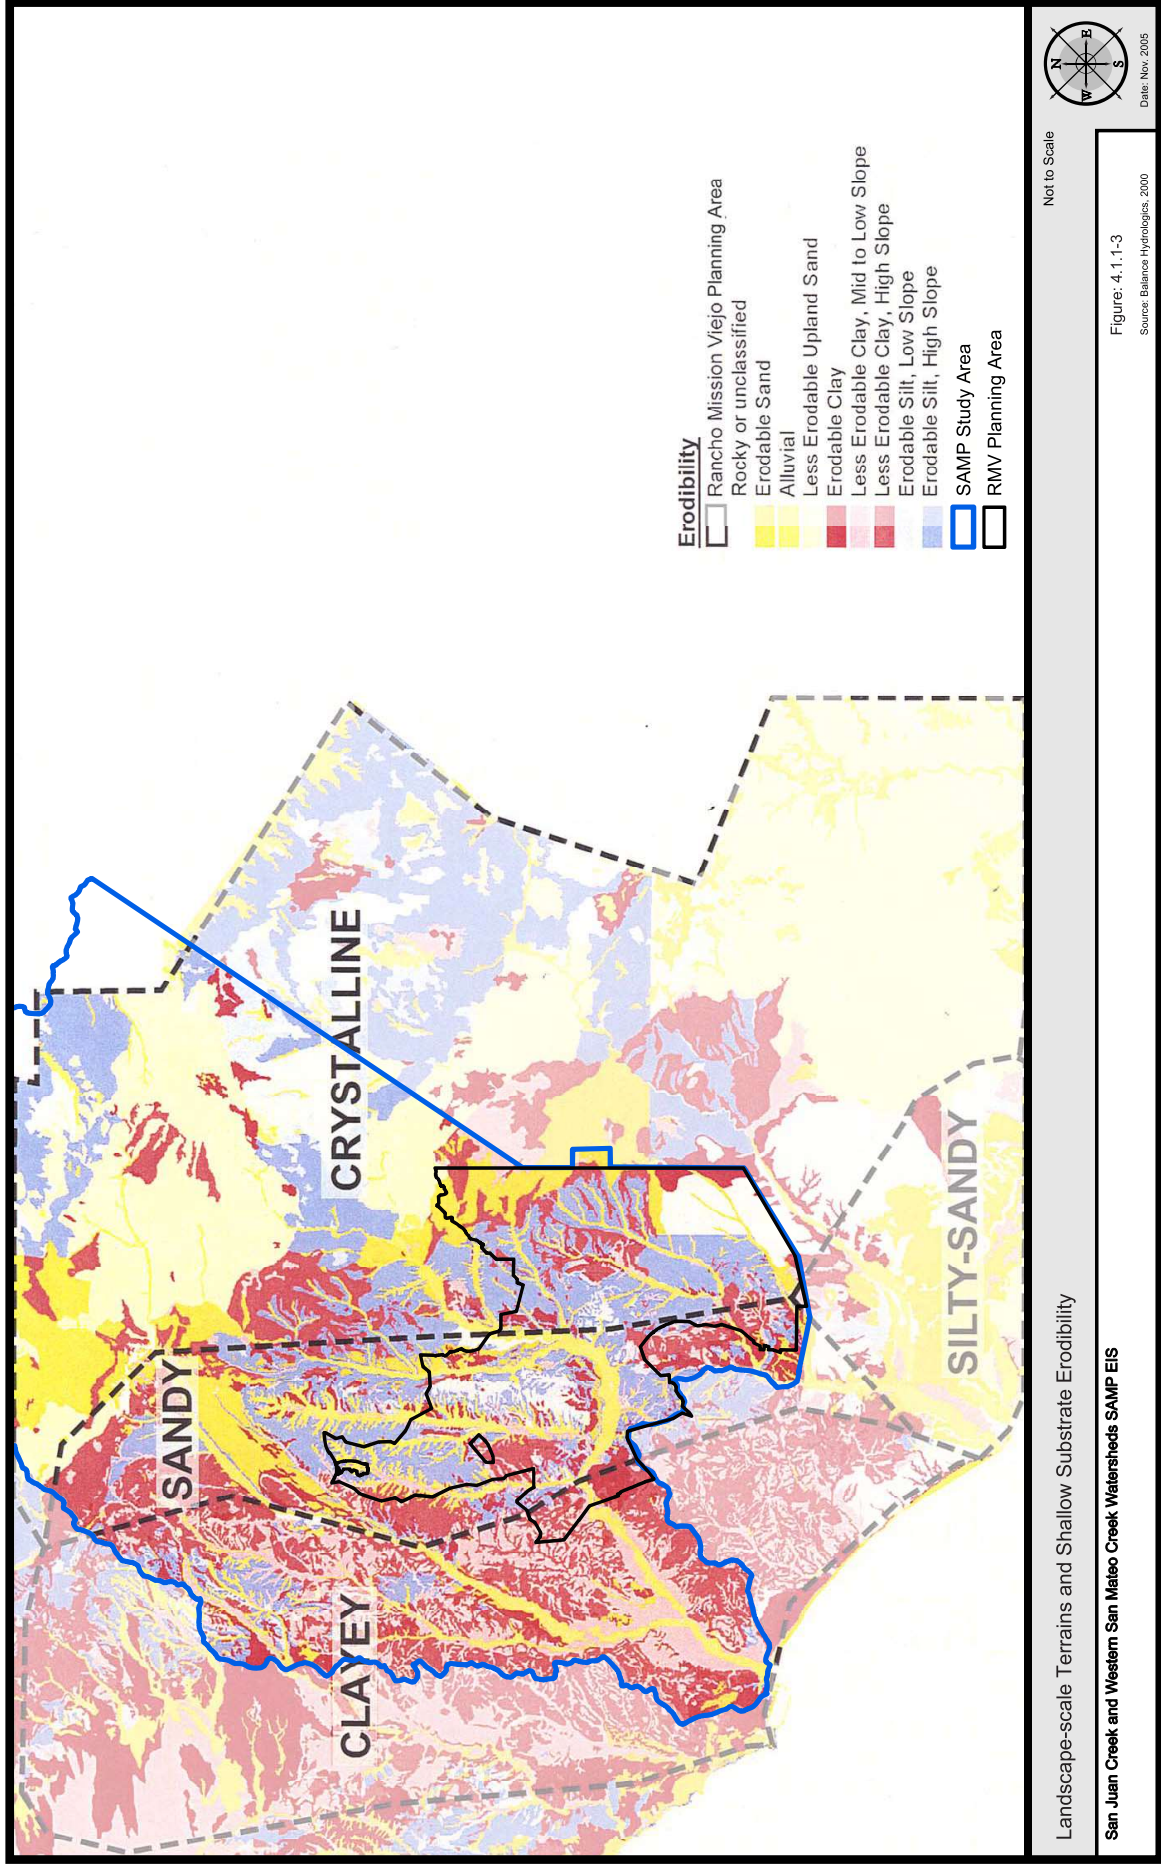 CLAYEY
SANDY
CRYSTALLINE
SILTY-SANDY
Erodibility
Rancho Mission Viejo Planning Area
Rocky or unclassified
Erodable Sand
Alluvial
Less Erodable Upland Sand
Erodable Clay
Less Erodable Clay, Mid to Low Slope
Less Erodable Clay, High Slope
Erodable Silt, Low Slope
Erodable Silt, High Slope
SAMP Study Area
RMV Planning Area
Landscape-scale Terrains and Shallow Substrate Erodibility
Not to Scale
N
E
S
W
Date: Nov. 2005
San Juan Creek and Western San Mateo Creek Watersheds SAMP EIS
Figure: 4.1.1-3
Source: Balance Hydrologics, 2000